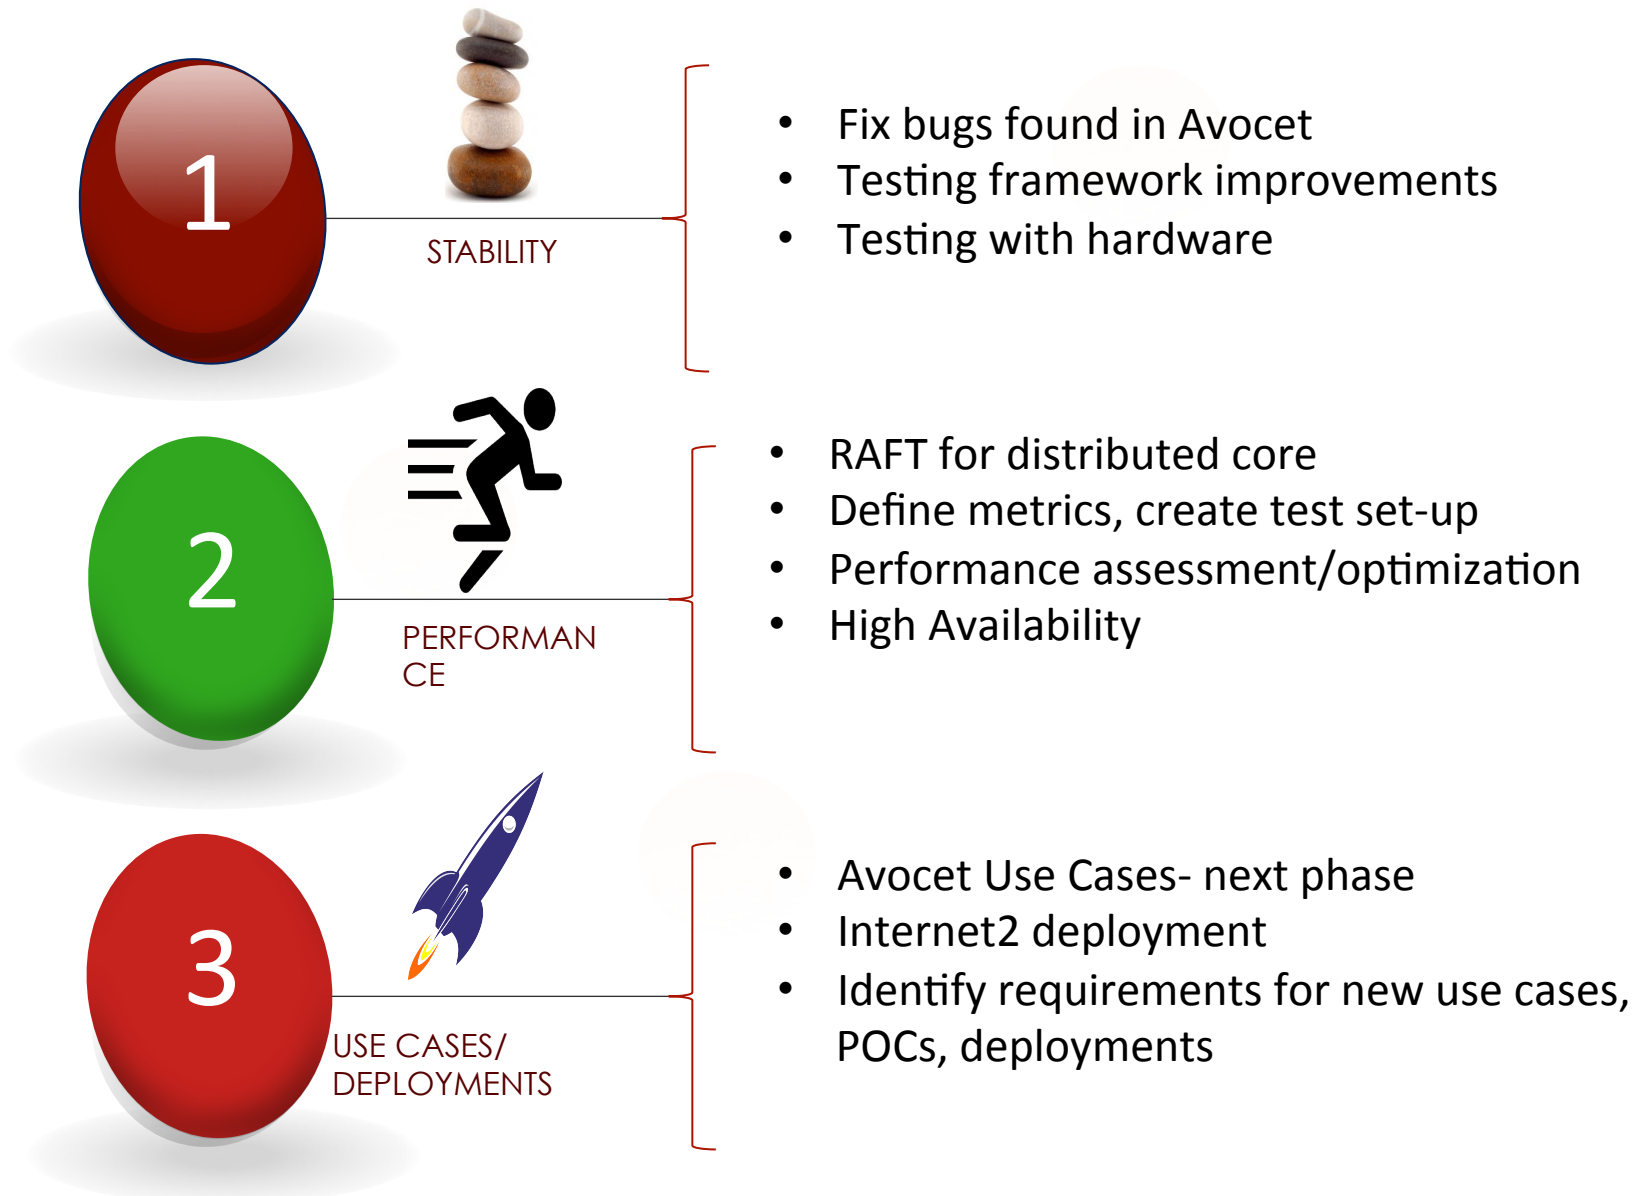 1
STABILITY
• Fix bugs found in Avocet
• Testing framework improvements
• Testing with hardware
2
PERFORMAN
CE
• RAFT for distributed core
• Define metrics, create test set-up
• Performance assessment/optimization
• High Availability
3
USE CASES/
DEPLOYMENTS
• Avocet Use Cases- next phase
• Internet2 deployment
• Identify requirements for new use cases,
POCs, deployments